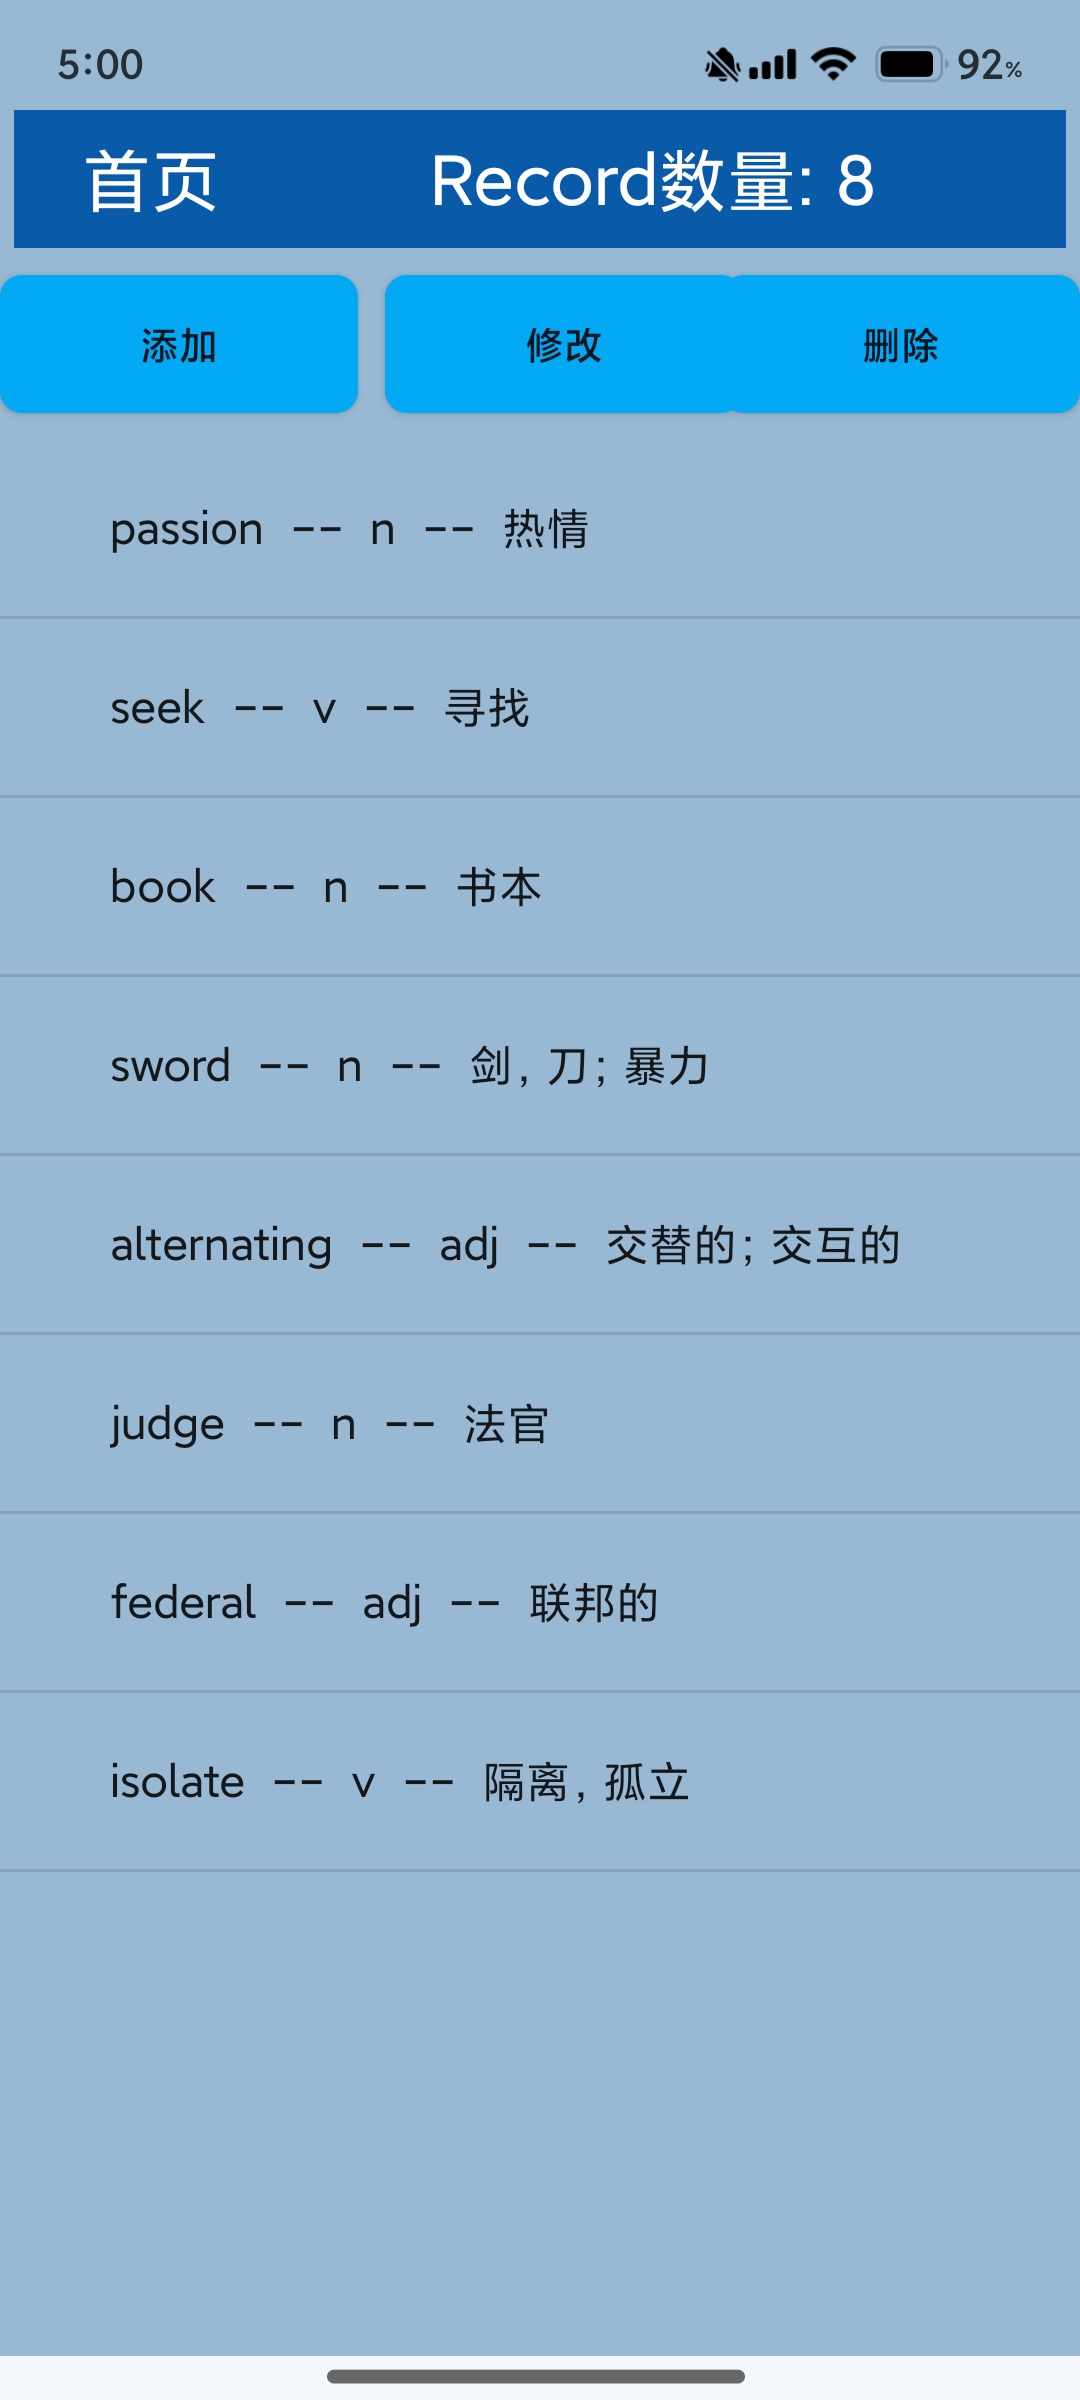 5:00 92%
首页 Record数量: 8
添加 修改 删除
passion -- n -- 热情
seek -- v -- 寻找
book -- n -- 书本
sword -- n -- 剑, 刀; 暴力
alternating -- adj -- 交替的; 交互的
judge -- n -- 法官
federal -- adj -- 联邦的
isolate -- v -- 隔离, 孤立